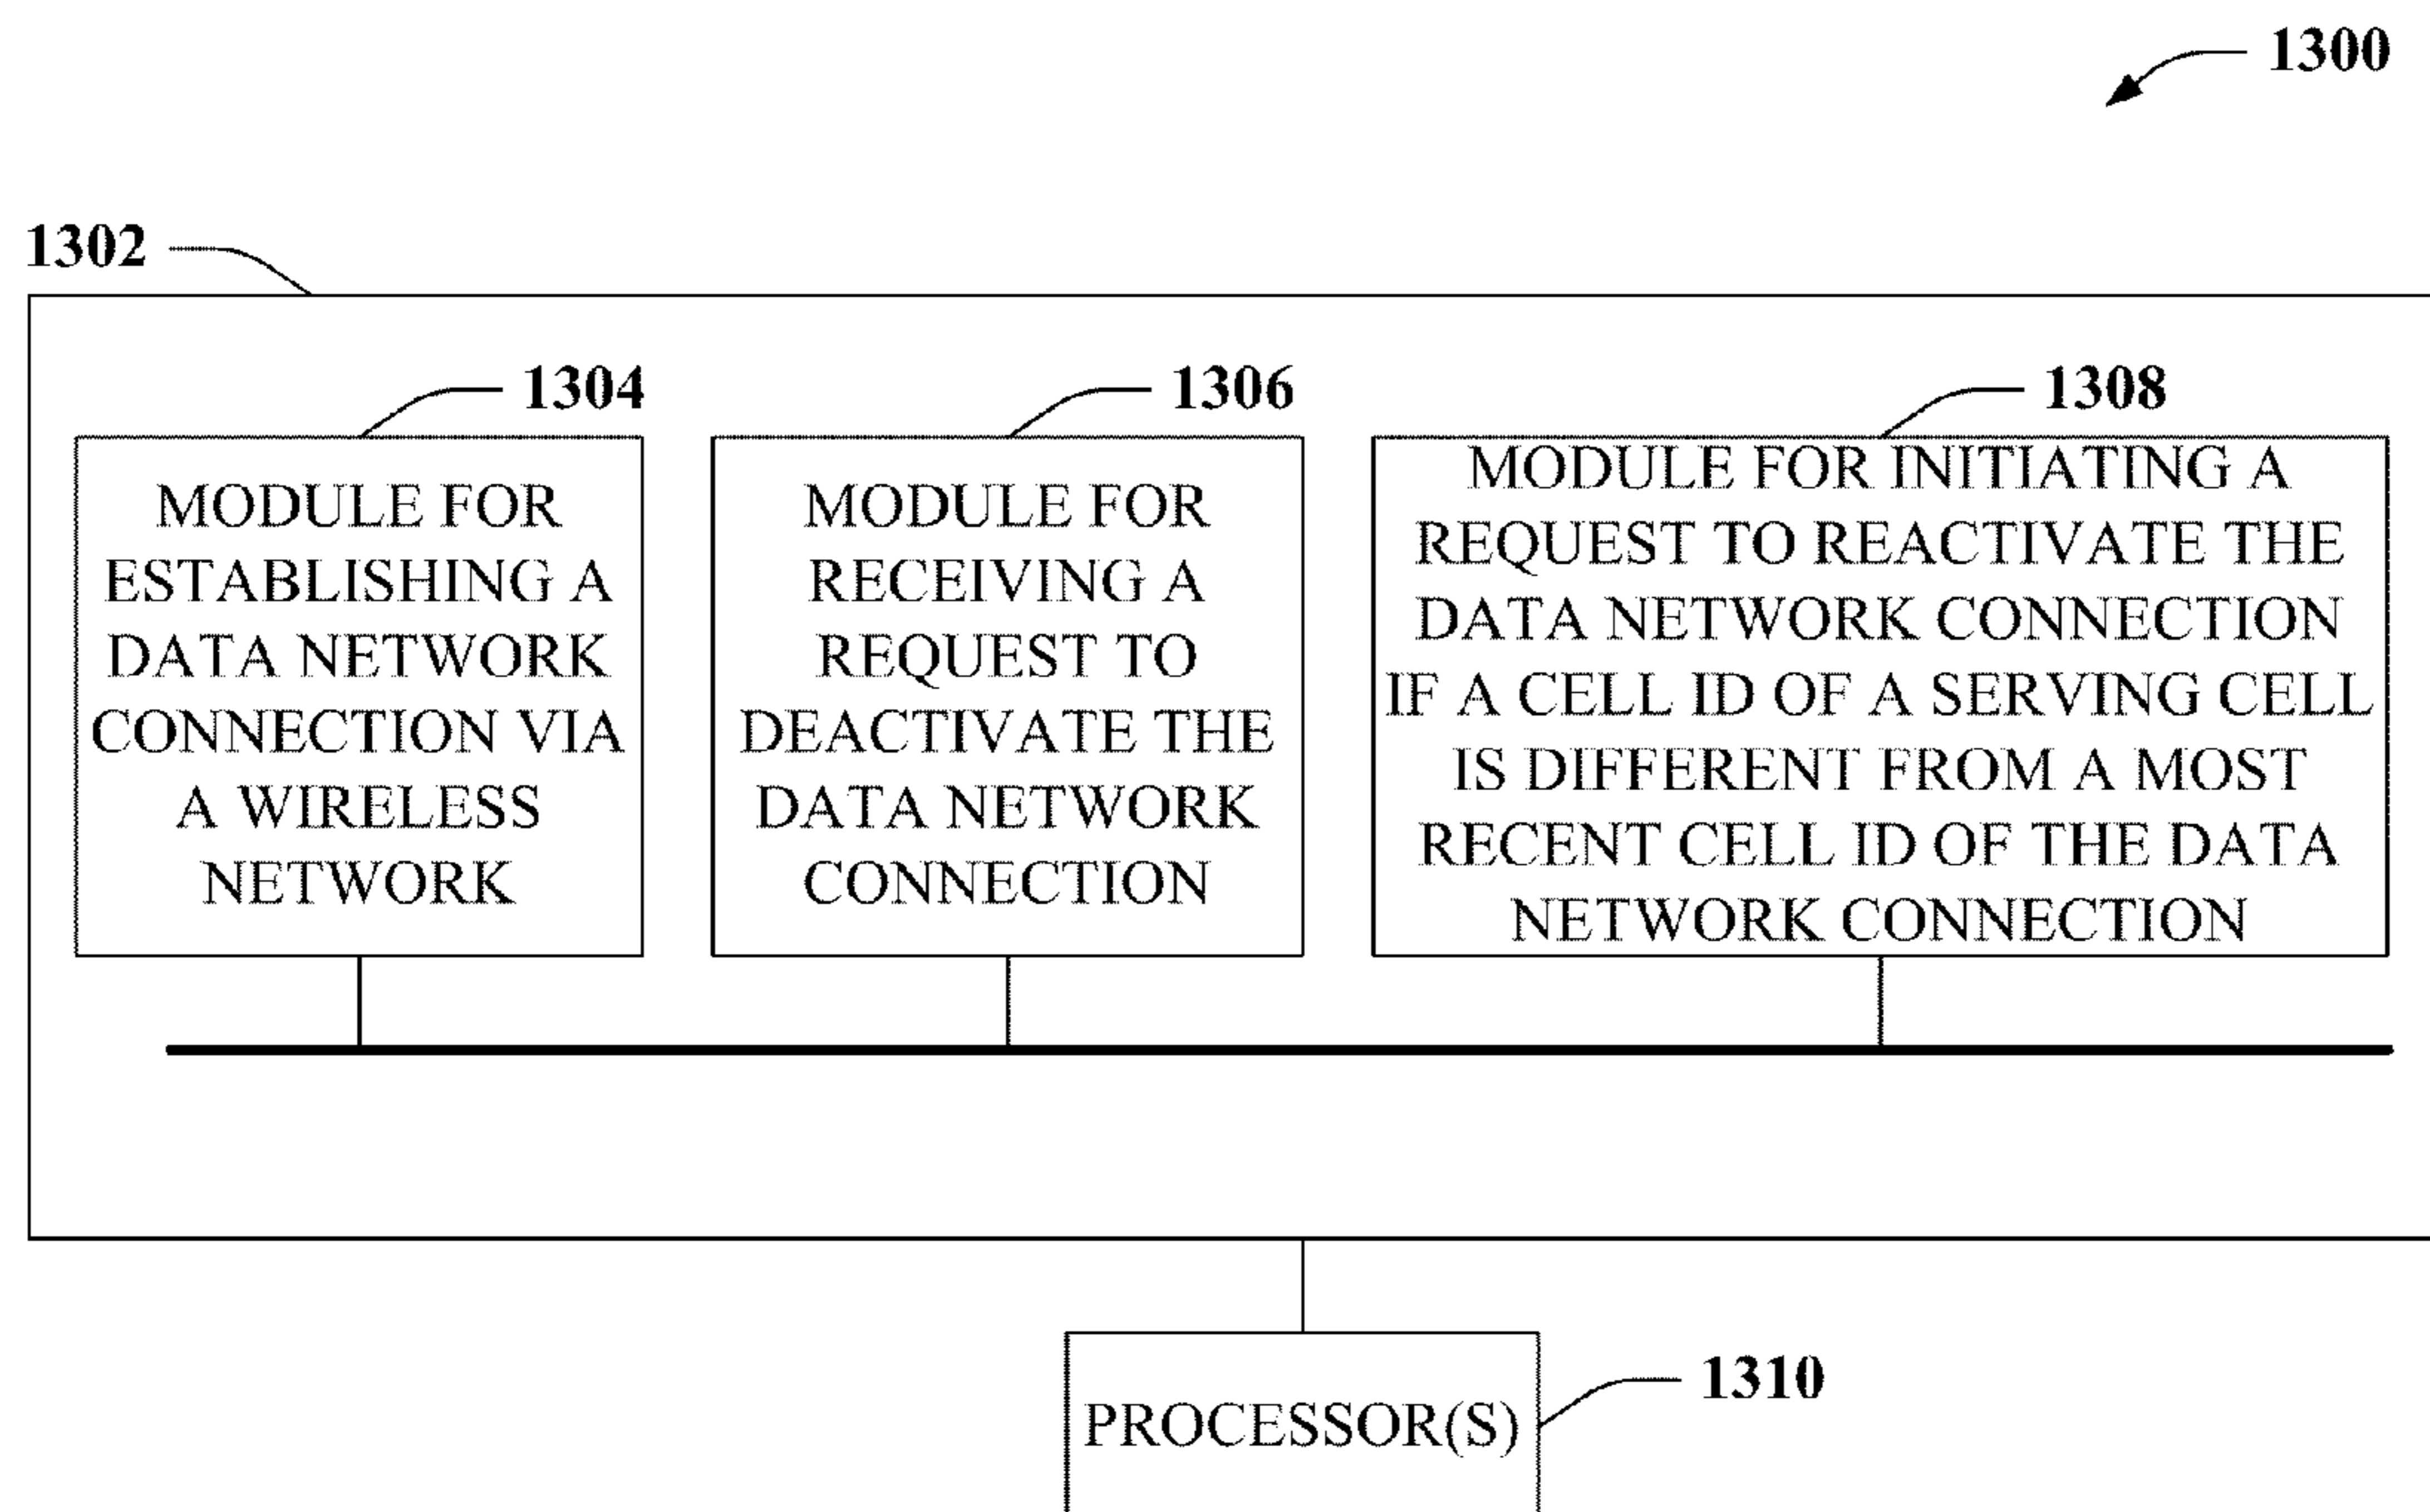 1300
1302
1304
1306
1308
MODULE FOR
ESTABLISHING A
DATA NETWORK
CONNECTION VIA
A WIRELESS
NETWORK
MODULE FOR
RECEIVING A
REQUEST TO
DEACTIVATE THE
DATA NETWORK
CONNECTION
MODULE FOR INITIATING A
REQUEST TO REACTIVATE THE
DATA NETWORK CONNECTION
IF A CELL ID OF A SERVING CELL
IS DIFFERENT FROM A MOST
RECENT CELL ID OF THE DATA
NETWORK CONNECTION
1310
PROCESSOR(S)